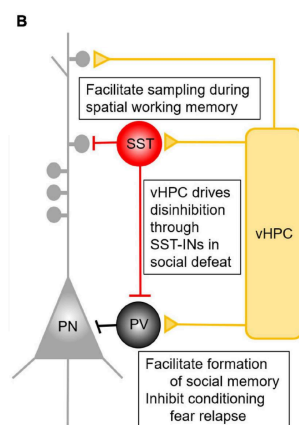 B
Facilitate sampling during
spatial working memory
SST
vHPC drives
disinhibition
through
SST-INs in
social defeat
vHPC
PN
PV
Facilitate formation
of social memory
Inhibit conditioning
fear relapse